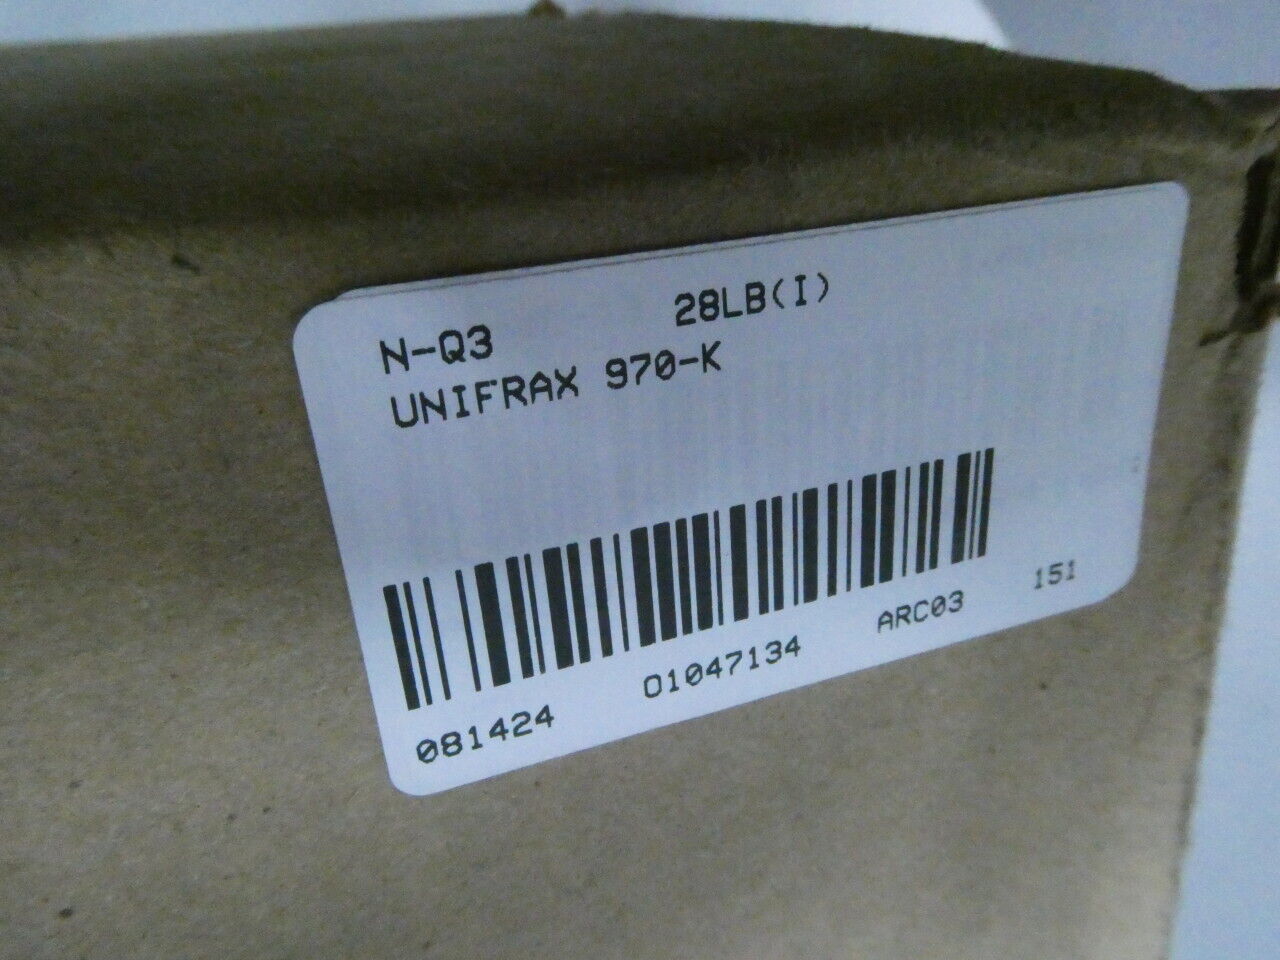 N-Q3 28LB(I)
UNIFRAX 970-K
081424 01047134 ARC03 151